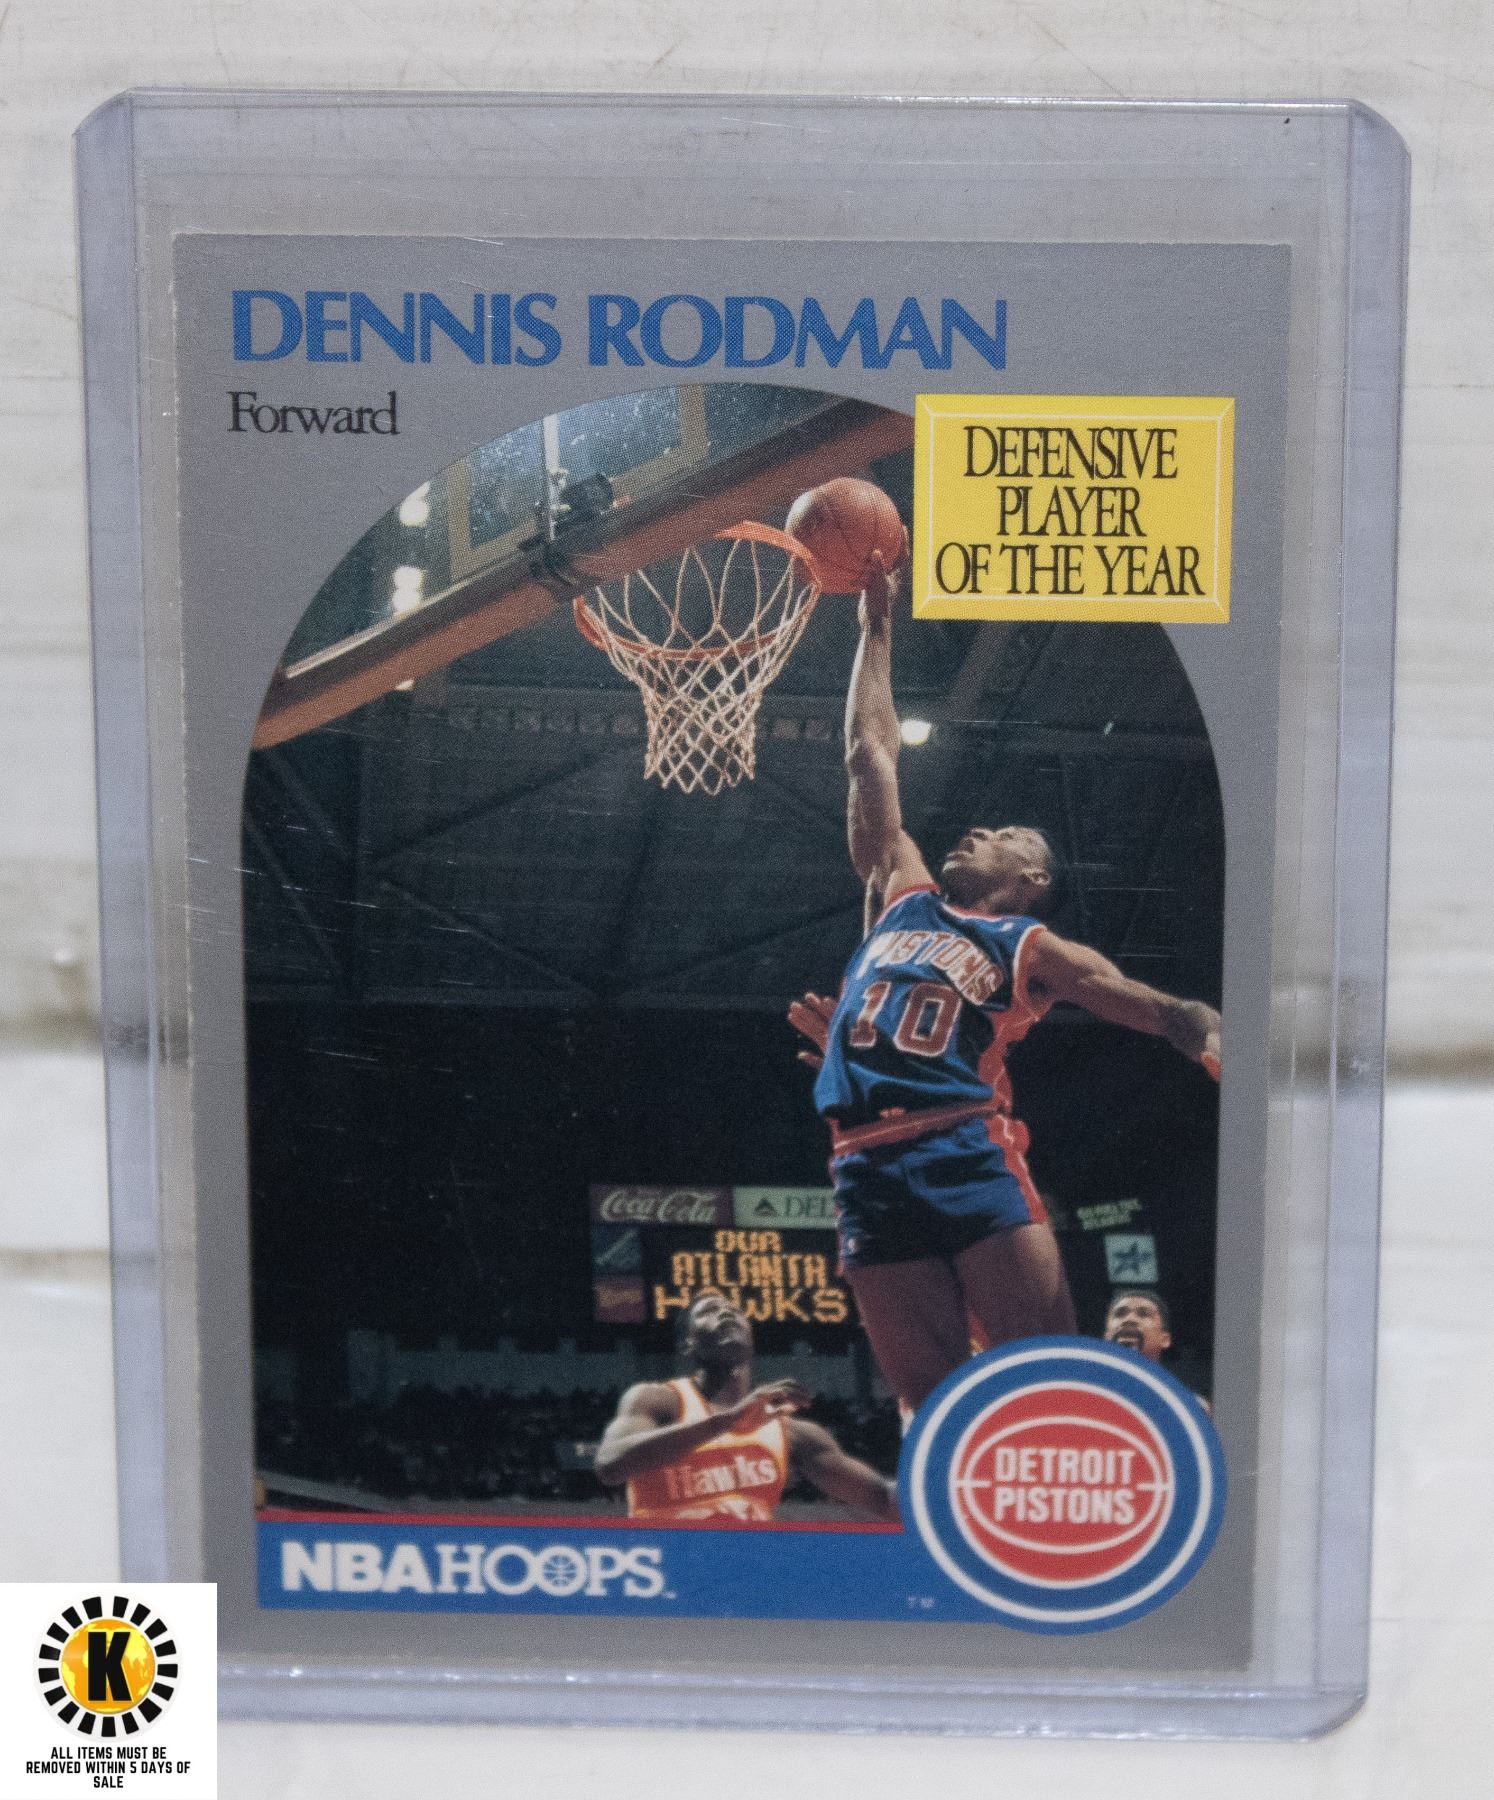 DENNIS RODMAN
Forward
DEFENSIVE
PLAYER
OF THE YEAR
PISTONS
10
Coca-Cola
DEL
OUR
ATLANTA
HAWKS
Hawks
DETROIT
PISTONS
NBA HOOPS
TM
K
ALL ITEMS MUST BE
REMOVED WITHIN 5 DAYS OF
SALE